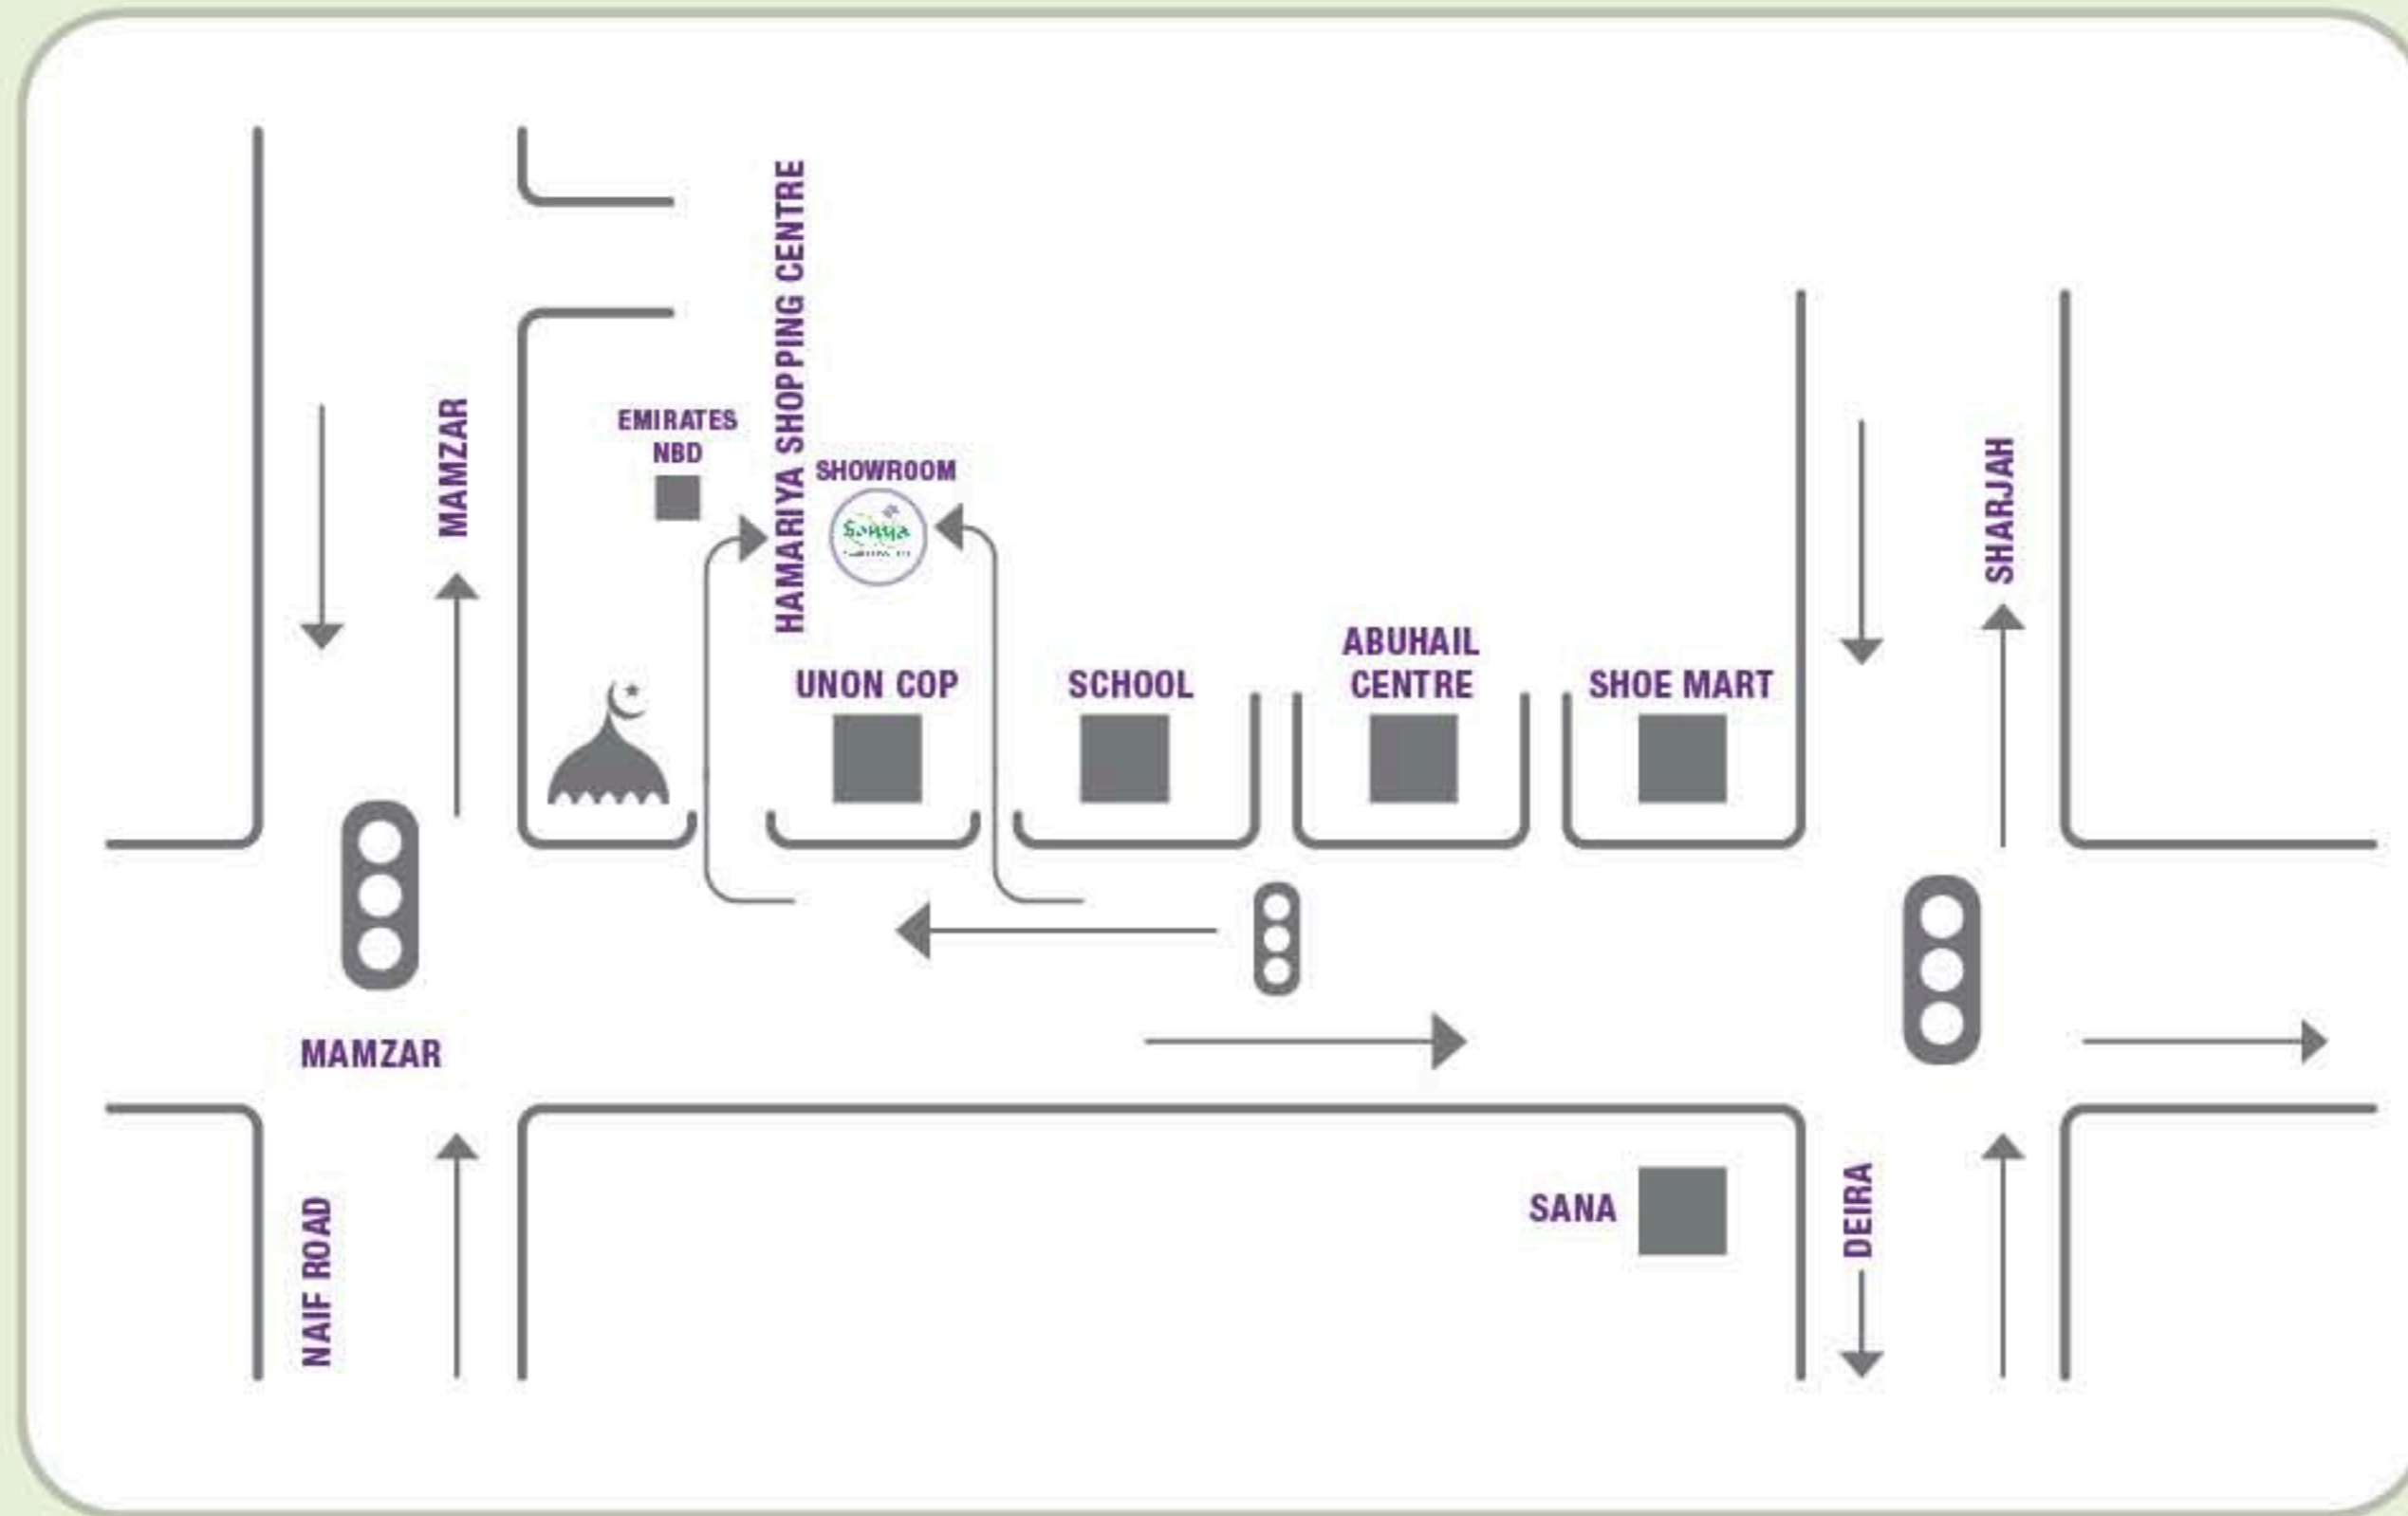 HAMARIYA SHOPPING CENTRE
MAMZAR
EMIRATES
NBD
SHOWROOM
Sanya
SHARJAH
UNON COP
SCHOOL
ABUHAIL
CENTRE
SHOE MART
MAMZAR
NAIF ROAD
SANA
DEIRA